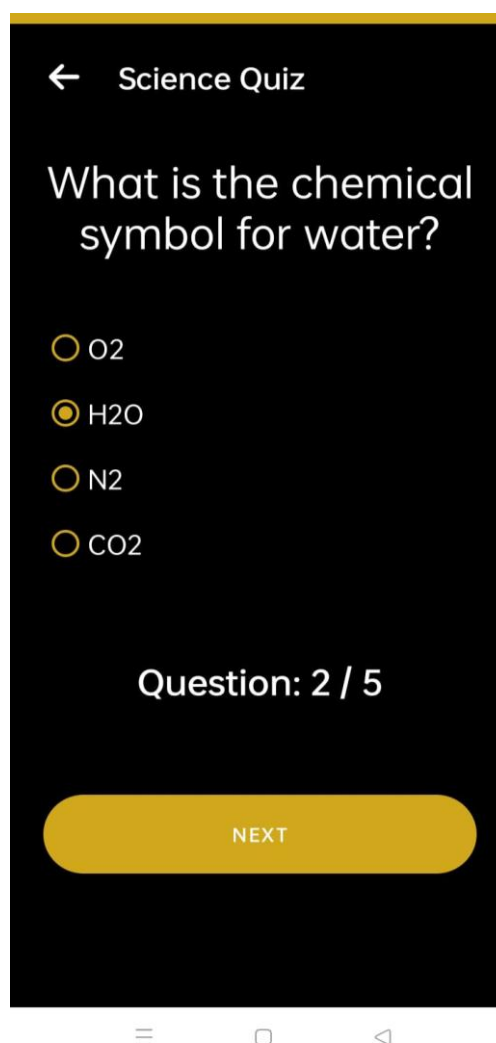 Science Quiz
What is the chemical
symbol for water?
O2
H2O
N2
CO2
Question: 2 / 5
NEXT